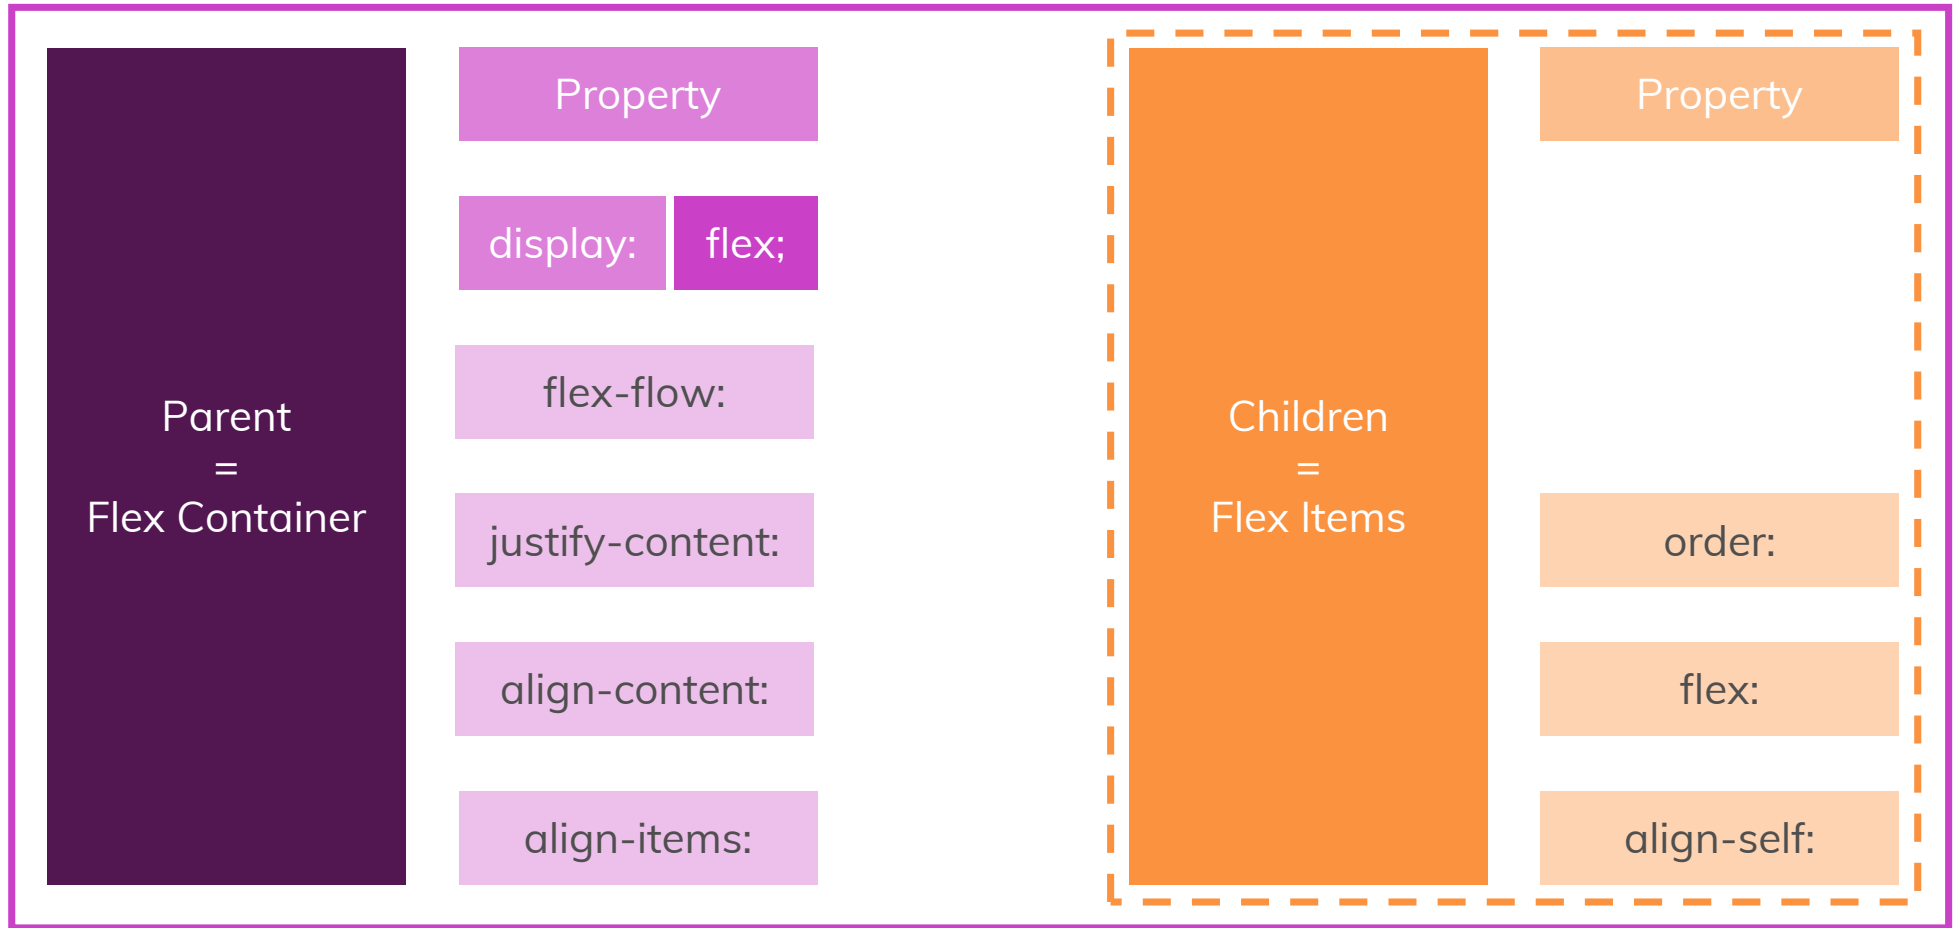 Parent
=
Flex Container
Property
display: flex;
flex-flow:
justify-content:
align-content:
align-items:
Children
=
Flex Items
Property
order:
flex:
align-self: